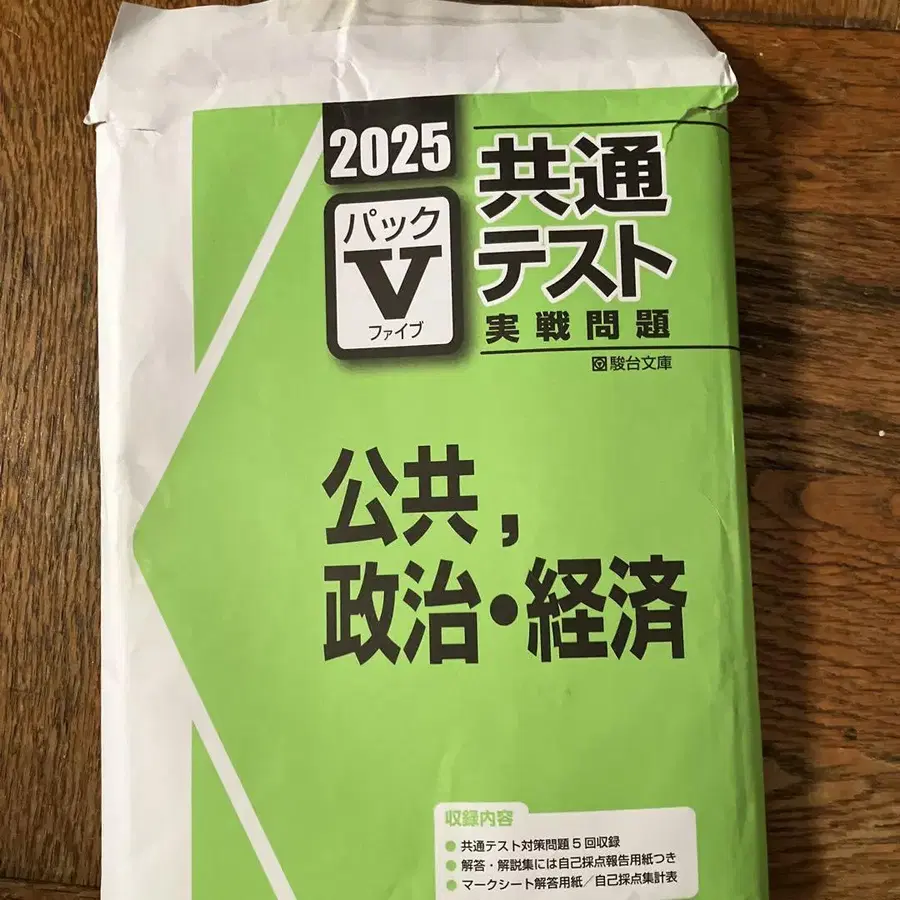 2025
パック
V
ファイブ
共通
テスト
実戦問題
駿台文庫
公共,
政治・経済
収録内容
● 共通テスト対策問題5回収録
● 解答・解説集には自己採点報告用紙つき
● マークシート解答用紙/自己採点集計表